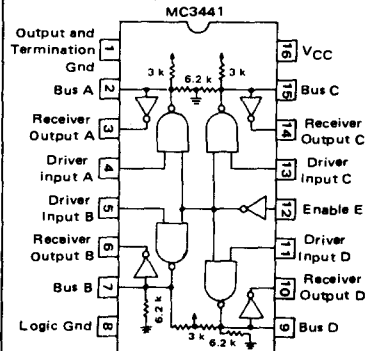 MC3441
Output and
Termination
Gnd
1
16
VCC
3 k
6.2 k
3 k
Bus A
2
15
Bus C
Receiver
Output A
3
14
Receiver
Output C
Driver
input A
4
13
Driver
Input C
Driver
Input B
5
12
Enable E
Receiver
Output B
6
11
Driver
Input D
Bus B
7
10
Receiver
Output D
6.2 k
Logic Gnd
8
3 k
6.2 k
9
Bus D